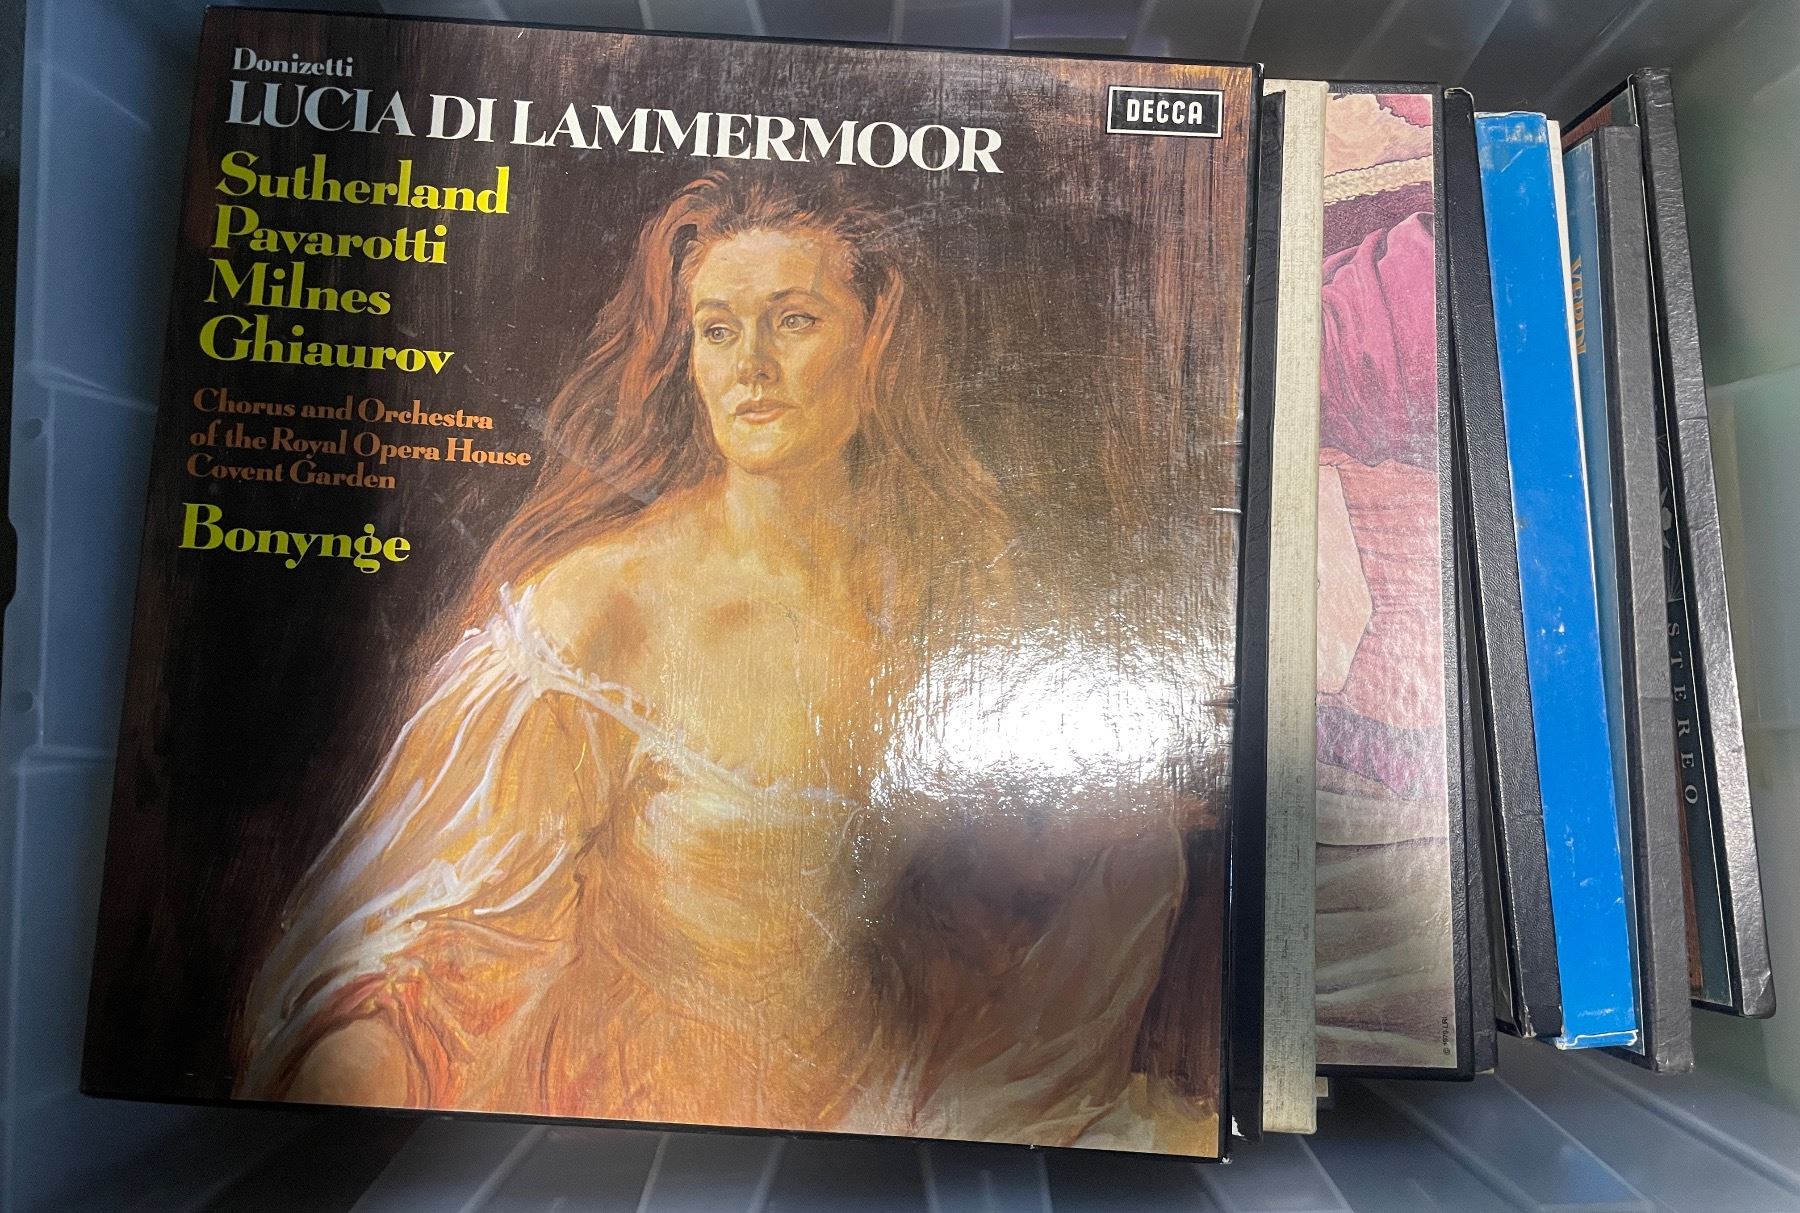 Donizetti
LUCIA DI LAMMERMOOR
DECCA
Sutherland
Pavarotti
Milnes
Ghiaurov
Chorus and Orchestra
of the Royal Opera House
Covent Garden
Bonynge
VERDI
STEREO